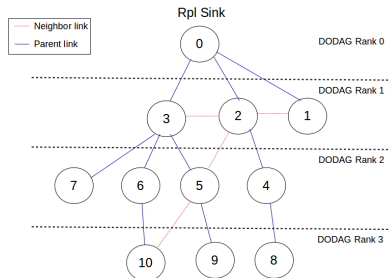 Rpl Sink
Neighbor link
Parent link
0
DODAG Rank 0
DODAG Rank 1
3
2
1
DODAG Rank 2
7
6
5
4
DODAG Rank 3
10
9
8